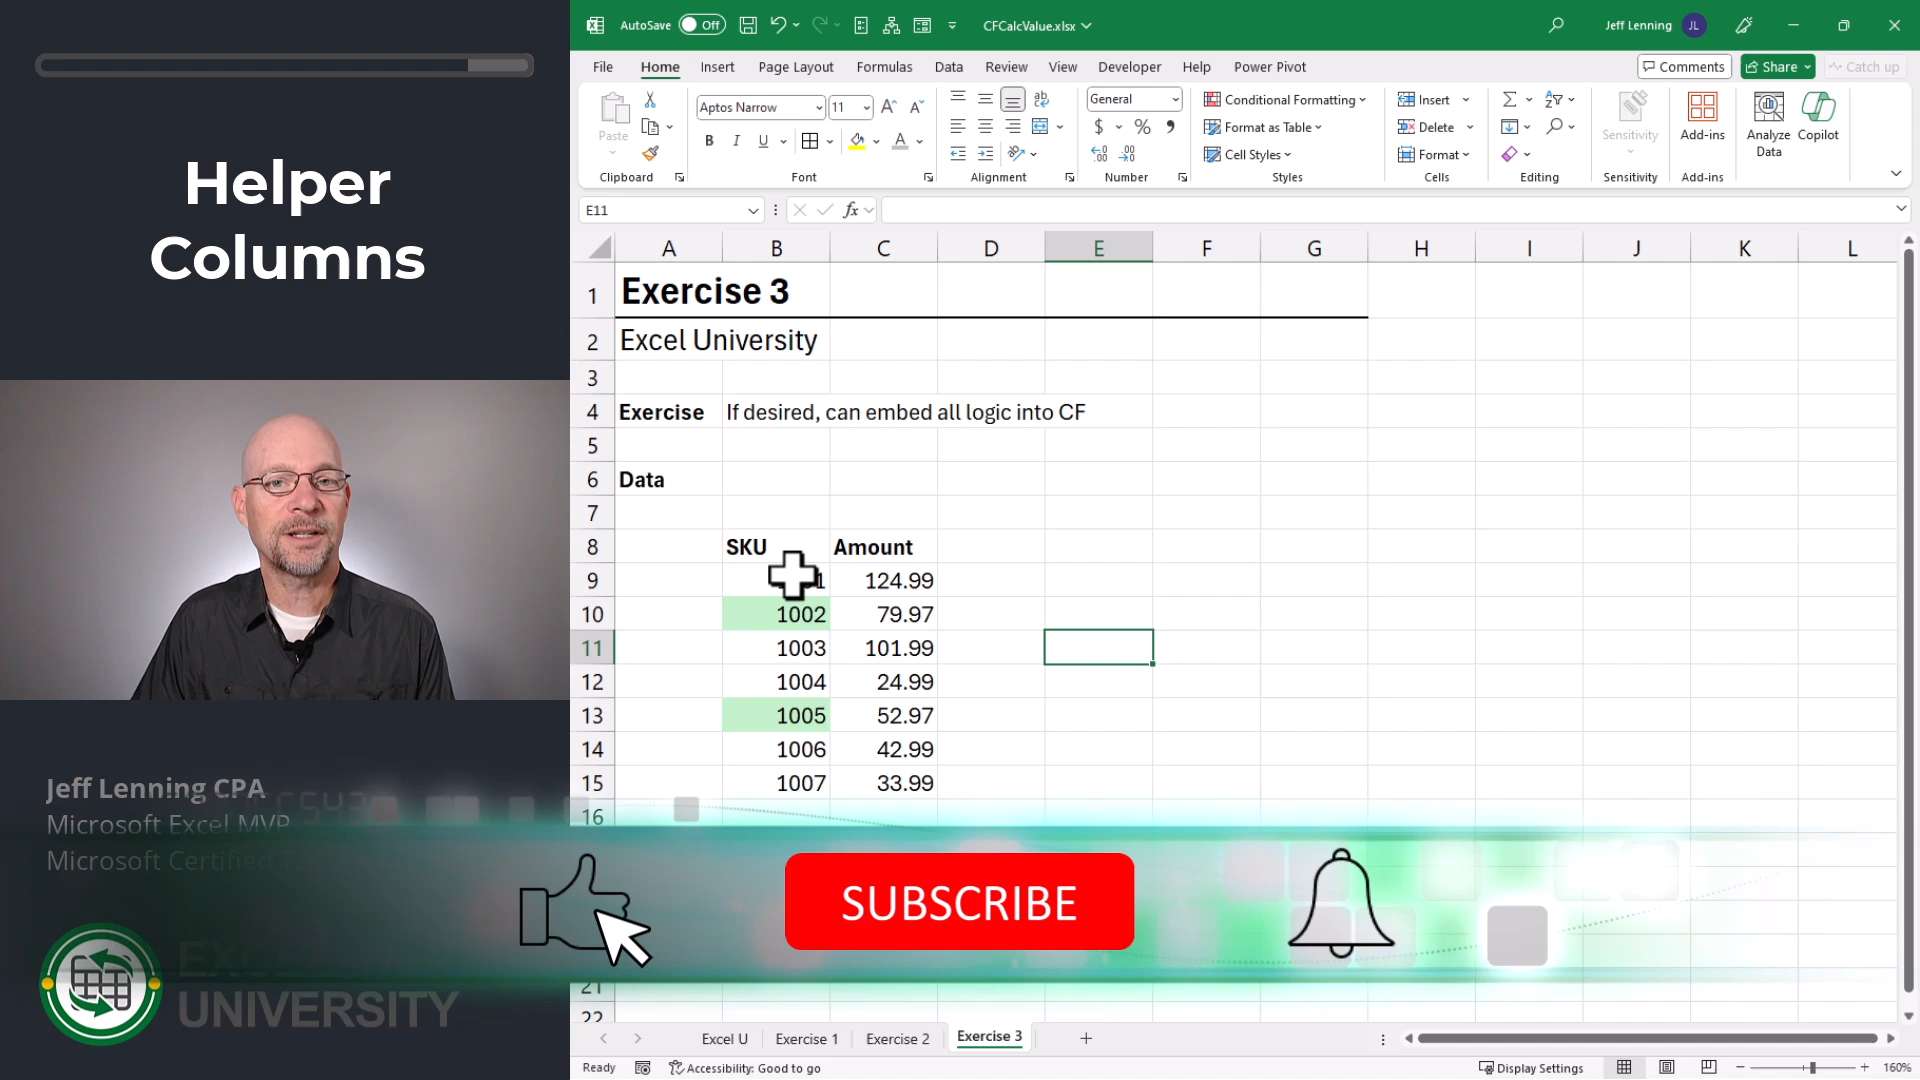 Helper
Columns
Jeff Lenning CPA
Microsoft Excel MVP
Microsoft Certified
UNIVERSITY
AutoSave Off
CFCalcValue.xlsx
Jeff Lenning JL
File Home Insert Page Layout Formulas Data Review View Developer Help Power Pivot
Comments Share Catch up
Paste
Clipboard
Aptos Narrow 11
B I U
Font
ab
Alignment
General
$ % 9
Number
Conditional Formatting
Format as Table
Cell Styles
Styles
Insert
Delete
Format
Cells
Editing
Sensitivity
Sensitivity
Add-ins
Add-ins
Analyze
Data
Copilot
E11 fx
A B C D E F G H I J K L
1 Exercise 3
2 Excel University
3
4 Exercise If desired, can embed all logic into CF
5
6 Data
7
8 SKU Amount
9 124.99
10 1002 79.97
11 1003 101.99
12 1004 24.99
13 1005 52.97
14 1006 42.99
15 1007 33.99
16
SUBSCRIBE
21
22
Excel U Exercise 1 Exercise 2 Exercise 3
Ready Accessibility: Good to go
Display Settings 160%